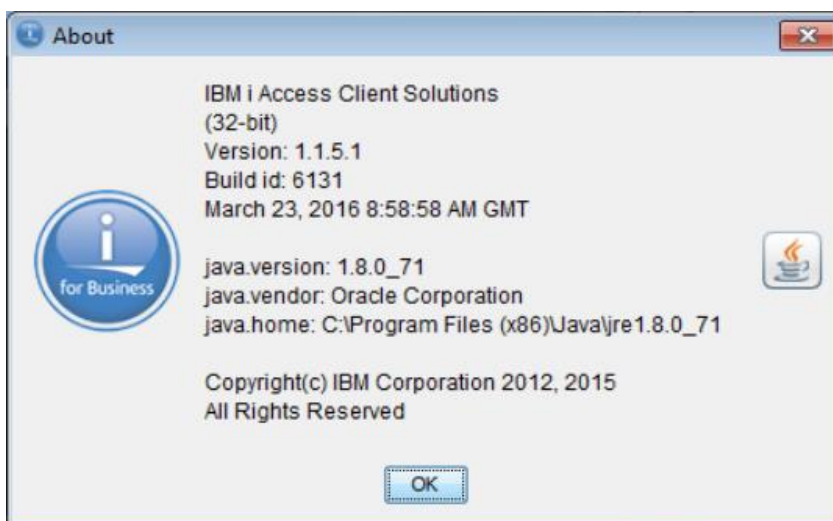 About
IBM i Access Client Solutions
(32-bit)
Version: 1.1.5.1
Build id: 6131
March 23, 2016 8:58:58 AM GMT
java.version: 1.8.0_71
java.vendor: Oracle Corporation
java.home: C:\Program Files (x86)\Java\jre1.8.0_71
i
for Business
Copyright(c) IBM Corporation 2012, 2015
All Rights Reserved
OK